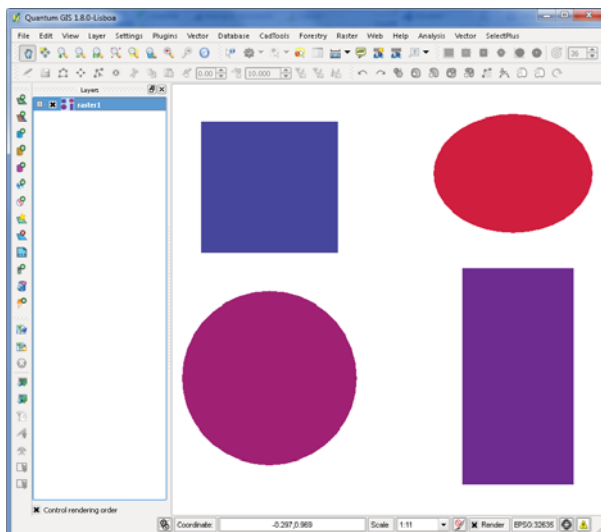 Quantum GIS 1.8.0-Lisboa
File Edit View Layer Settings Plugins Vector Database CadTools Forestry Raster Web Help Analysis Vector SelectPlus
26
0.00 10.000
Layers
raster1
Control rendering order
Coordinate: -0.297,0.969 Scale 1:11 Render EPSG:32635